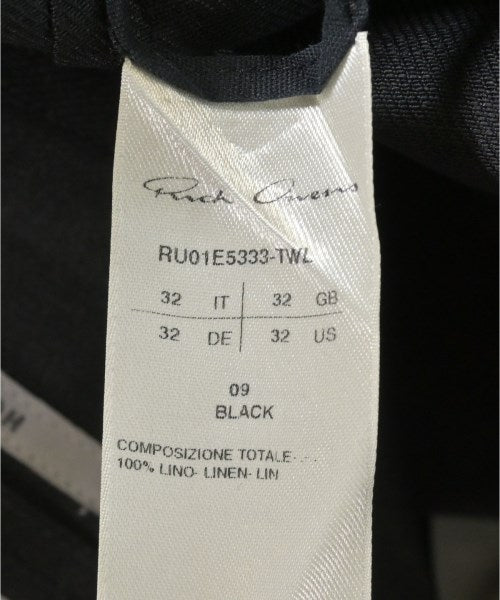 Rick Owens
RU01E5333-TWL
32 IT 32 GB
32 DE 32 US
09
BLACK
COMPOSIZIONE TOTALE-
100% LINO- LINEN- LIN